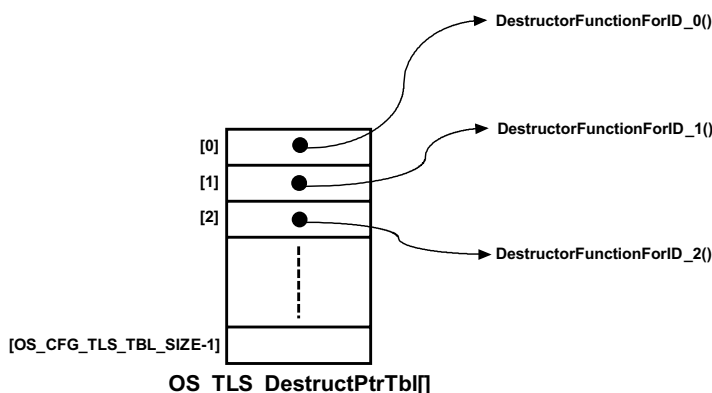 DestructorFunctionForID_0()
DestructorFunctionForID_1()
[0]
[1]
[2]
DestructorFunctionForID_2()
[OS_CFG_TLS_TBL_SIZE-1]
OS_TLS_DestructPtrTbl[]